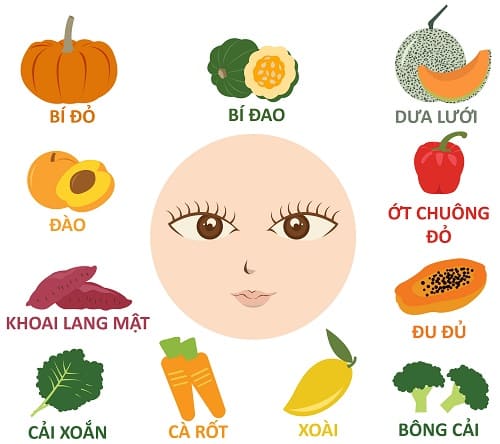 BÍ ĐỎ
BÍ ĐAO
DƯA LƯỚI
ĐÀO
ỚT CHUÔNG
ĐỎ
KHOAI LANG MẬT
ĐU ĐỦ
CẢI XOẮN
CÀ RỐT
XOÀI
BÔNG CẢI